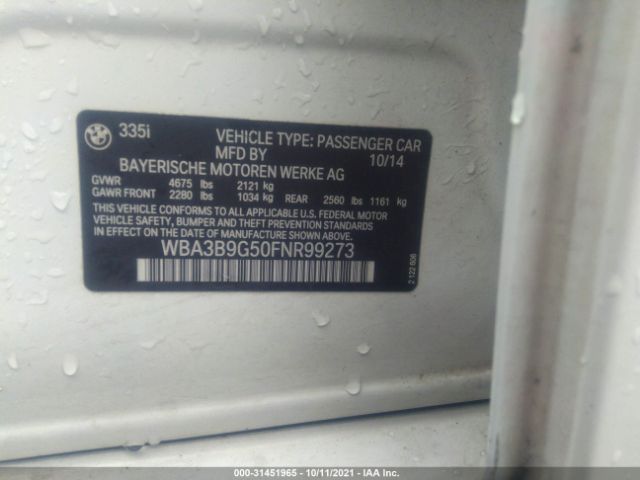 BMW
335i VEHICLE TYPE: PASSENGER CAR
MFD BY 10/14
BAYERISCHE MOTOREN WERKE AG
GVWR 4675 lbs 2121 kg
GAWR FRONT 2280 lbs 1034 kg REAR 2560 lbs 1161 kg
THIS VEHICLE CONFORMS TO ALL APPLICABLE U.S. FEDERAL MOTOR
VEHICLE SAFETY, BUMPER AND THEFT PREVENTION STANDARDS
IN EFFECT ON THE DATE OF MANUFACTURE SHOWN ABOVE.
WBA3B9G50FNR99273
2 122 606
000-31451965 - 10/11/2021 - IAA Inc.